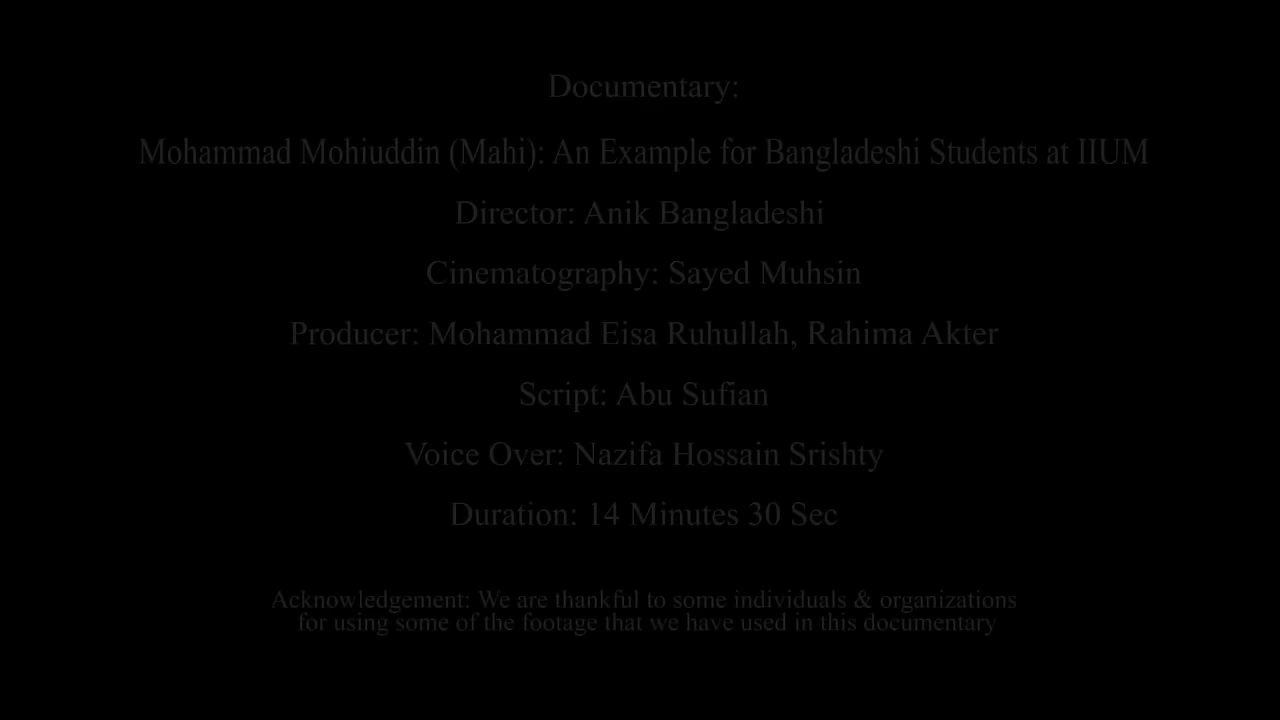 Documentary:
Mohammad Mohiuddin (Mahi): An Example for Bangladeshi Students at IIUM
Director: Anik Bangladeshi
Cinematography: Sayed Muhsin
Producer: Mohammad Eisa Ruhullah, Rahima Akter
Script: Abu Sufian
Voice Over: Nazifa Hossain Srishty
Duration: 14 Minutes 30 Sec
Acknowledgement: We are thankful to some individuals & organizations
for using some of the footage that we have used in this documentary